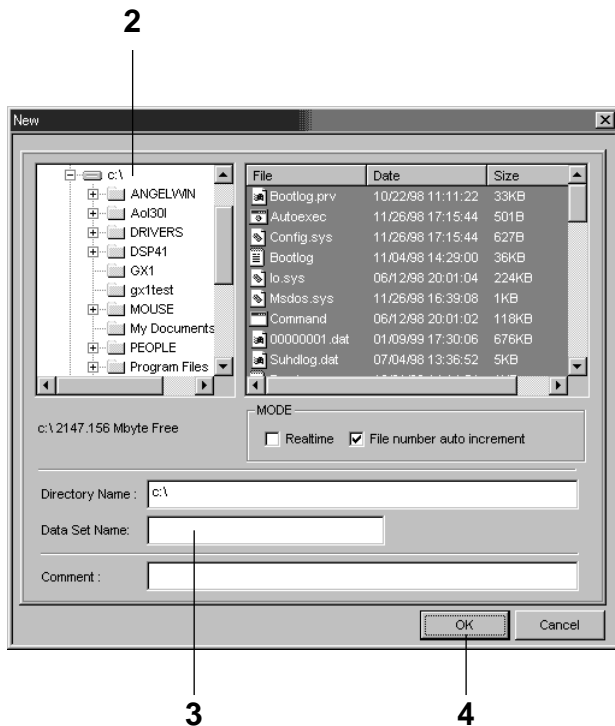 2
New
c:\
ANGELWIN
Aol30I
DRIVERS
DSP41
GX1
gx1test
MOUSE
My Documents
PEOPLE
Program Files
File Date Size
Bootlog.prv 10/22/98 11:11:22 33KB
Autoexec 11/26/98 17:15:44 501B
Config.sys 11/26/98 17:15:44 627B
Bootlog 11/04/98 14:29:00 36KB
Io.sys 06/12/98 20:01:04 224KB
Msdos.sys 11/26/98 16:39:08 1KB
Command 06/12/98 20:01:02 118KB
00000001.dat 01/09/99 17:30:06 676KB
Suhdlog.dat 07/04/98 13:36:52 5KB
c:\ 2147.156 Mbyte Free
MODE
Realtime File number auto increment
Directory Name : c:\
Data Set Name:
Comment :
OK Cancel
3 4